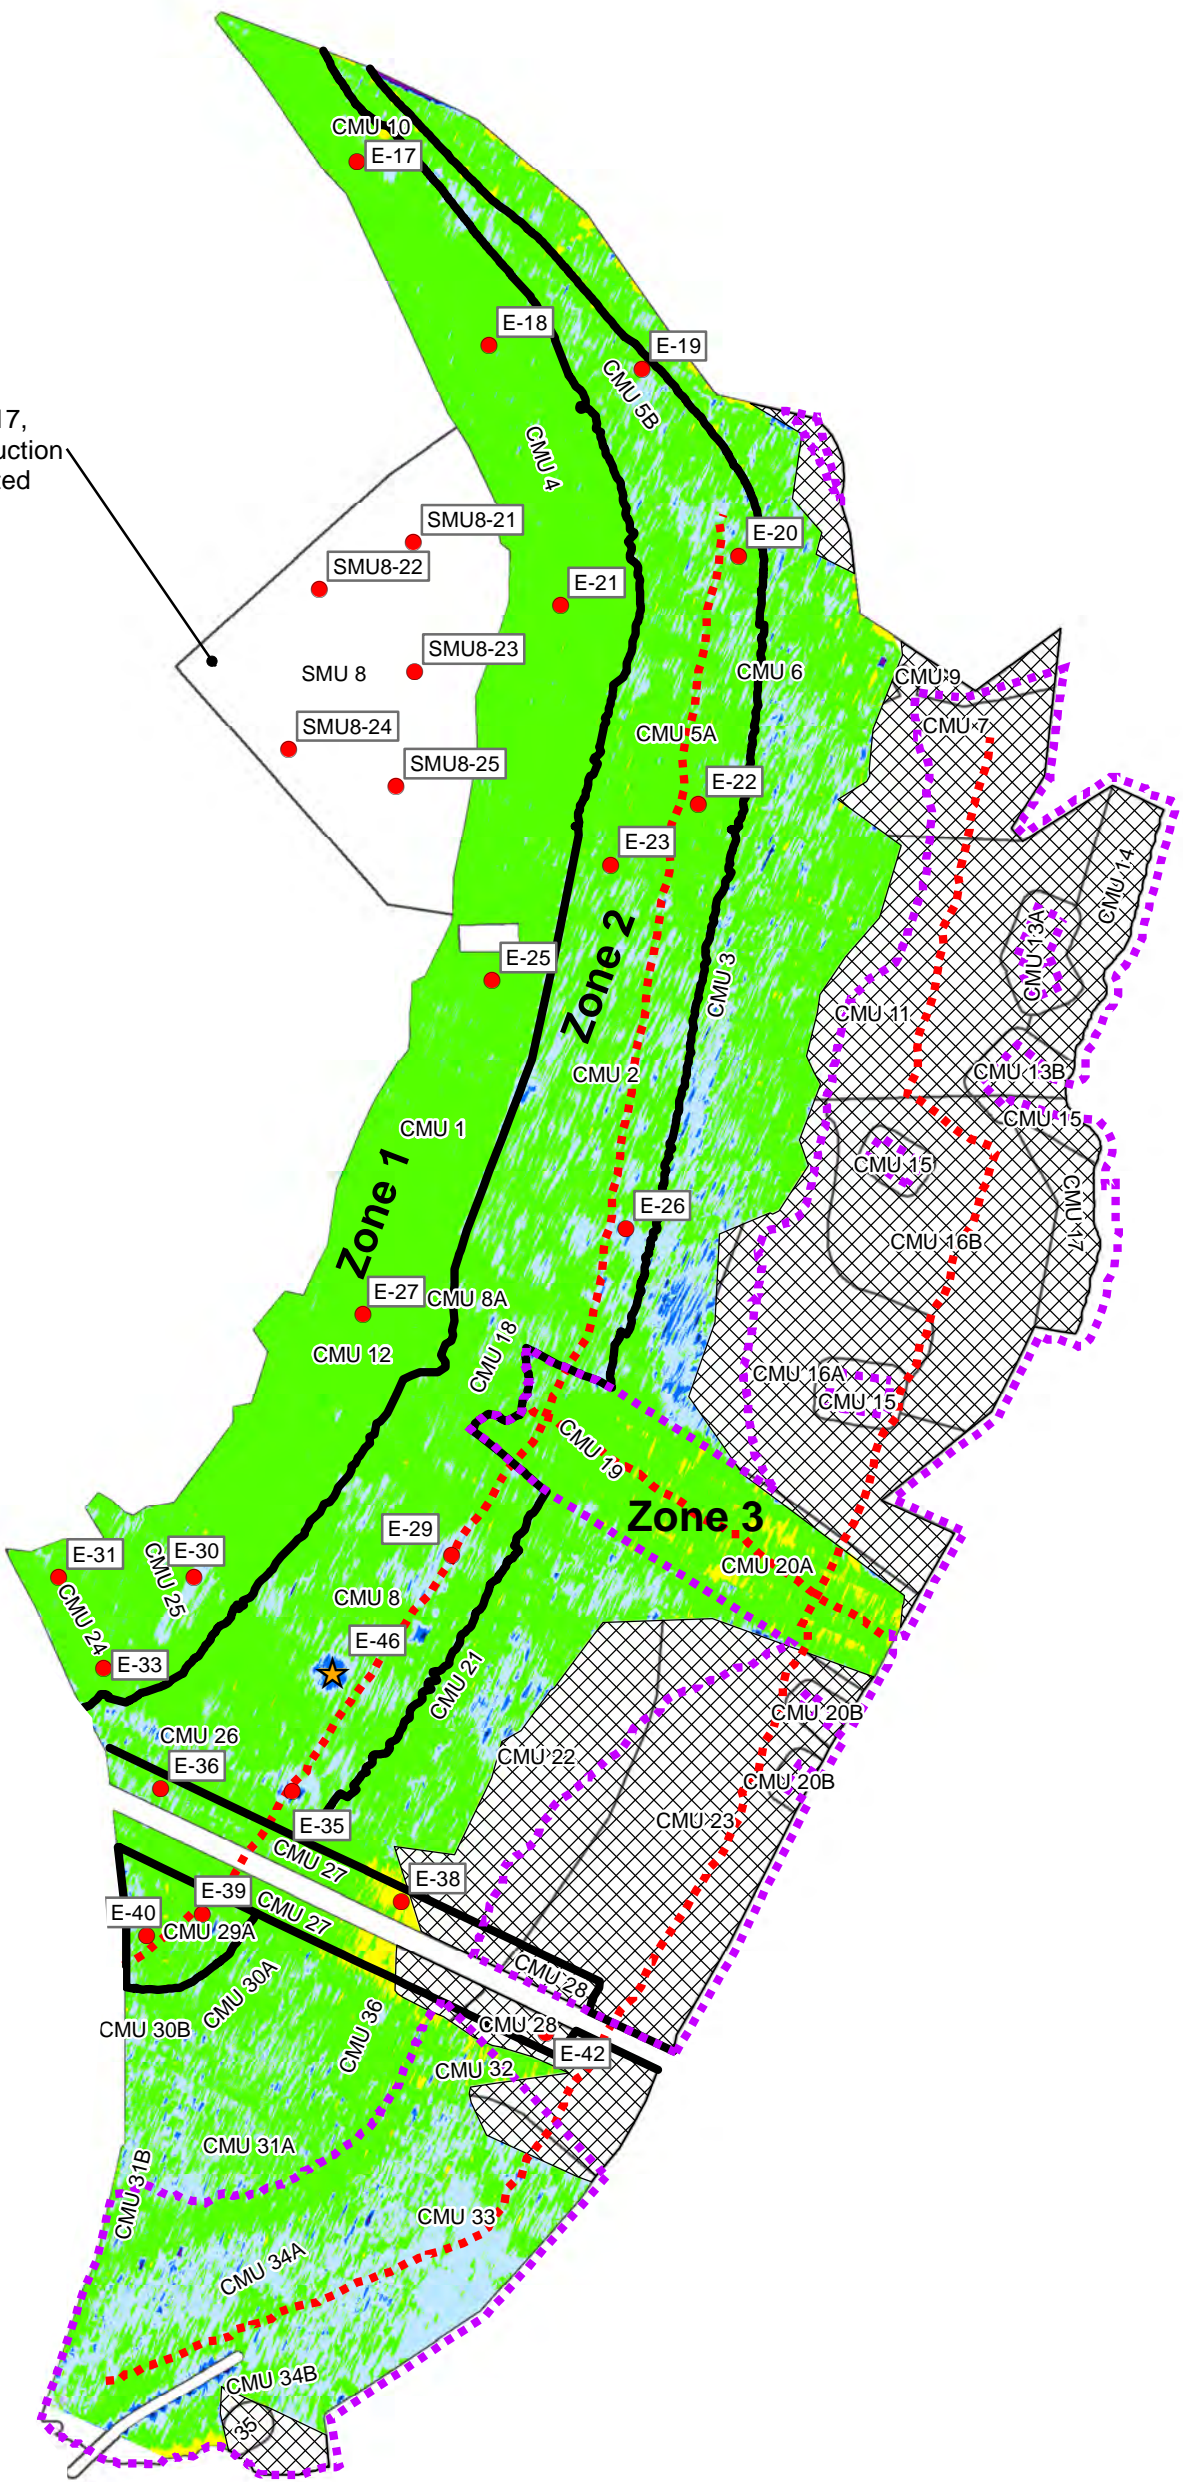 CMU 10
E-17
E-18
E-19
CMU 5B
17,
uction
ted
CMU 4
SMU8-21
E-20
SMU8-22
E-21
SMU8-23
SMU 8
CMU 6
CMU 9
SMU8-24
CMU 5A
CMU 7
SMU8-25
E-22
E-23
CMU 14
CMU 13A
Zone 2
E-25
CMU 3
CMU 11
CMU 2
CMU 13B
CMU 1
CMU 15
CMU 15
Zone 1
CMU 17
E-26
CMU 16B
E-27
CMU 8A
CMU 18
CMU 12
CMU 16A
CMU 15
CMU 19
Zone 3
E-29
E-31
E-30
CMU 25
CMU 20A
CMU 8
CMU 24
E-46
E-33
CMU 21
CMU 20B
CMU 26
CMU 22
E-36
CMU 20B
E-35
CMU 23
CMU 27
E-38
E-39
E-40
CMU 27
CMU 29A
CMU 28
CMU 30A
CMU 36
CMU 30B
CMU 28
E-42
CMU 32
CMU 31A
CMU 31B
CMU 33
CMU 34A
CMU 34B
35